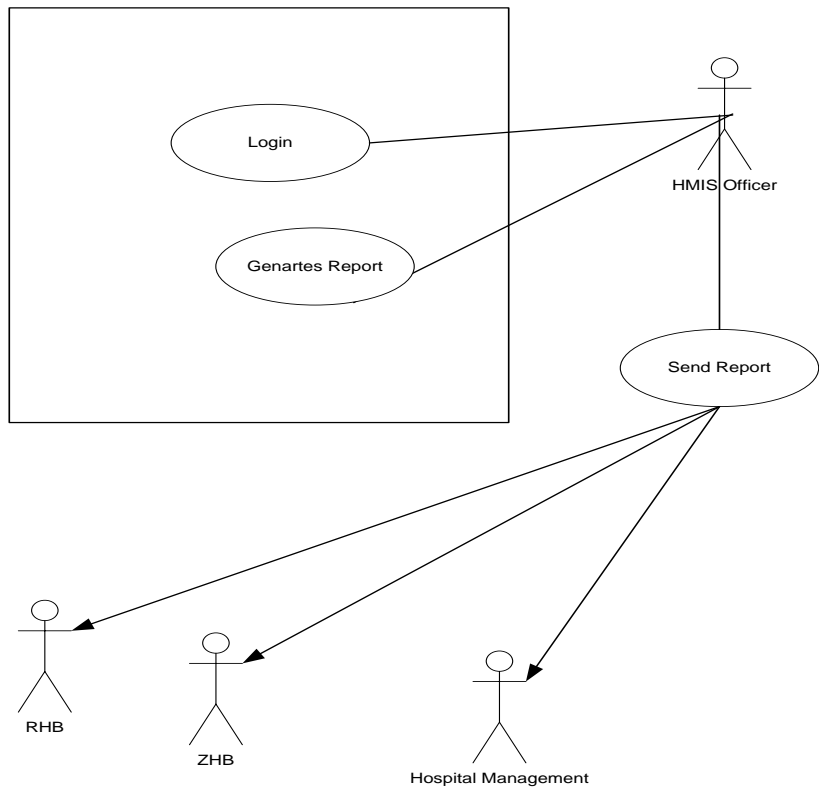 Login
HMIS Officer
Genartes Report
Send Report
RHB
ZHB
Hospital Management